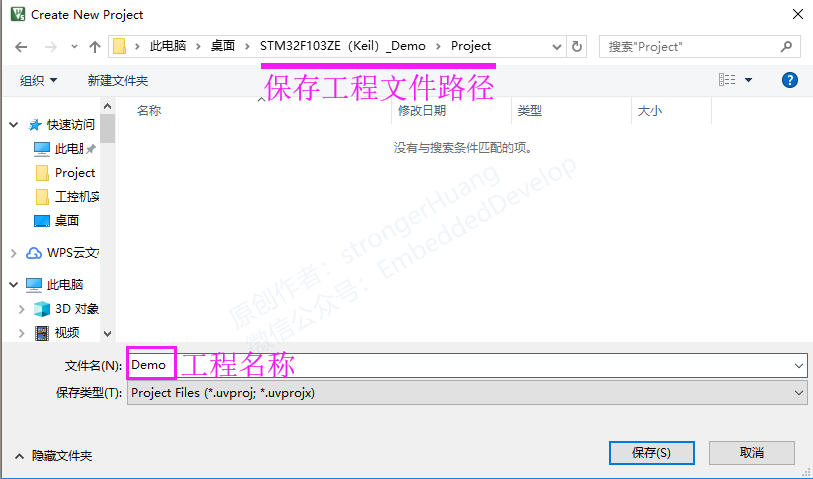 Create New Project
此电脑 > 桌面 > STM32F103ZE（Keil）_Demo > Project
搜索"Project"
保存工程文件路径
组织 新建文件夹
名称 修改日期 类型 大小
没有与搜索条件匹配的项。
快速访问
此电
Project
工控机实
桌面
WPS云文
此电脑
3D 对象
视频
原创作者：strongerHuang
微信公众号：EmbeddedDevelop
文件名(N): Demo 工程名称
保存类型(T): Project Files (*.uvproj; *.uvprojx)
隐藏文件夹
保存(S) 取消